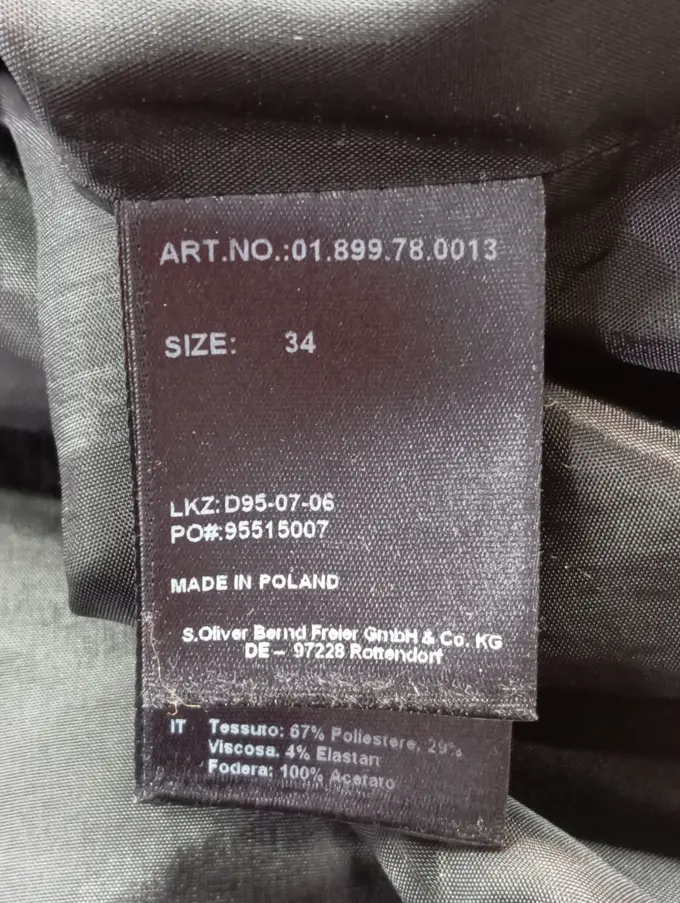 ART.NO.:01.899.78.0013
SIZE: 34
LKZ: D95-07-06
PO#:95515007
MADE IN POLAND
S.Oliver Bernd Freier GmbH & Co. KG
DE – 97228 Rottendorf
IT Tessuto: 67% Poliestere, 29%
Viscosa. 4% Elastan
Fodera: 100% Acetato